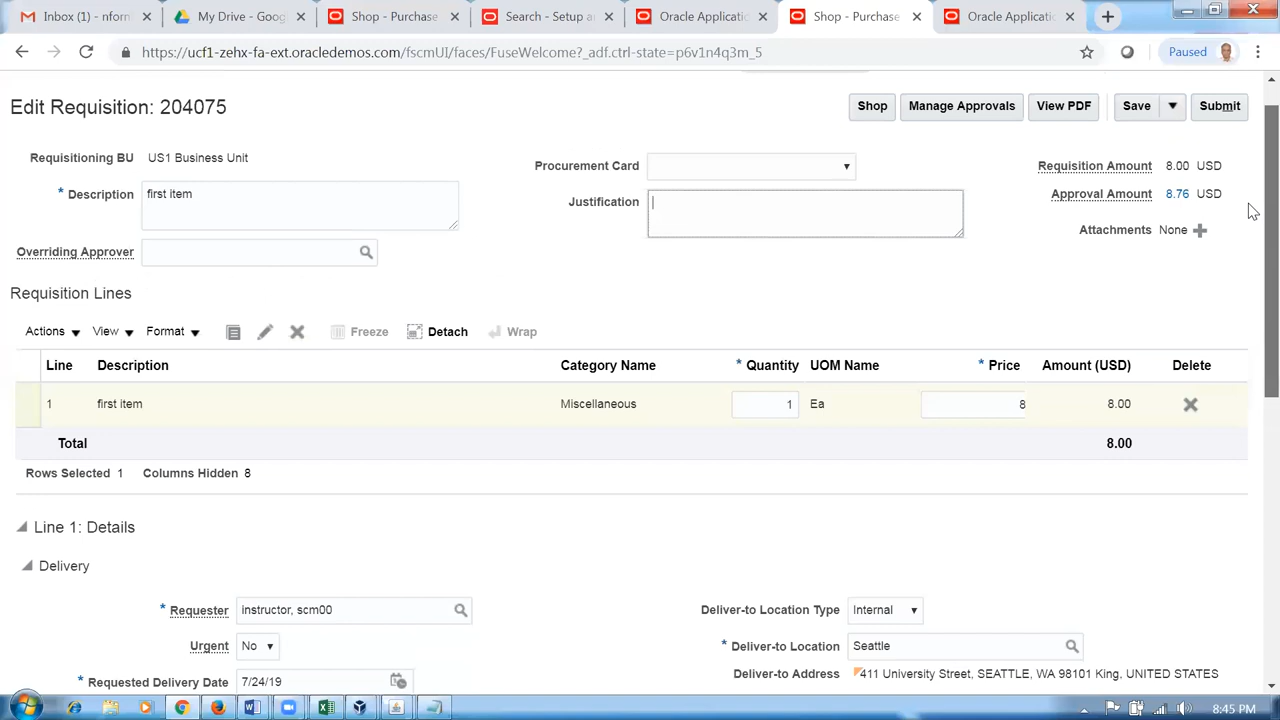 Inbox (1) - nform
My Drive - Goog
Shop - Purchase
Search - Setup a
Oracle Applicat
Shop - Purchase
Oracle Applicati
https://ucf1-zehx-fa-ext.oracledemos.com/fscmUI/faces/FuseWelcome?_adf.ctrl-state=p6v1n4q3m_5
Paused
Edit Requisition: 204075
Shop
Manage Approvals
View PDF
Save
Submit
Requisitioning BU US1 Business Unit
Procurement Card
Requisition Amount 8.00 USD
* Description first item
Justification
Approval Amount 8.76 USD
Attachments None
Overriding Approver
Requisition Lines
Actions View Format Freeze Detach Wrap
Line Description Category Name * Quantity UOM Name * Price Amount (USD) Delete
1 first item Miscellaneous 1 Ea 8 8.00
Total 8.00
Rows Selected 1 Columns Hidden 8
Line 1: Details
Delivery
* Requester instructor, scm00
Deliver-to Location Type Internal
Urgent No
* Deliver-to Location Seattle
* Requested Delivery Date 7/24/19
Deliver-to Address 411 University Street, SEATTLE, WA 98101 King, UNITED STATES
8:45 PM